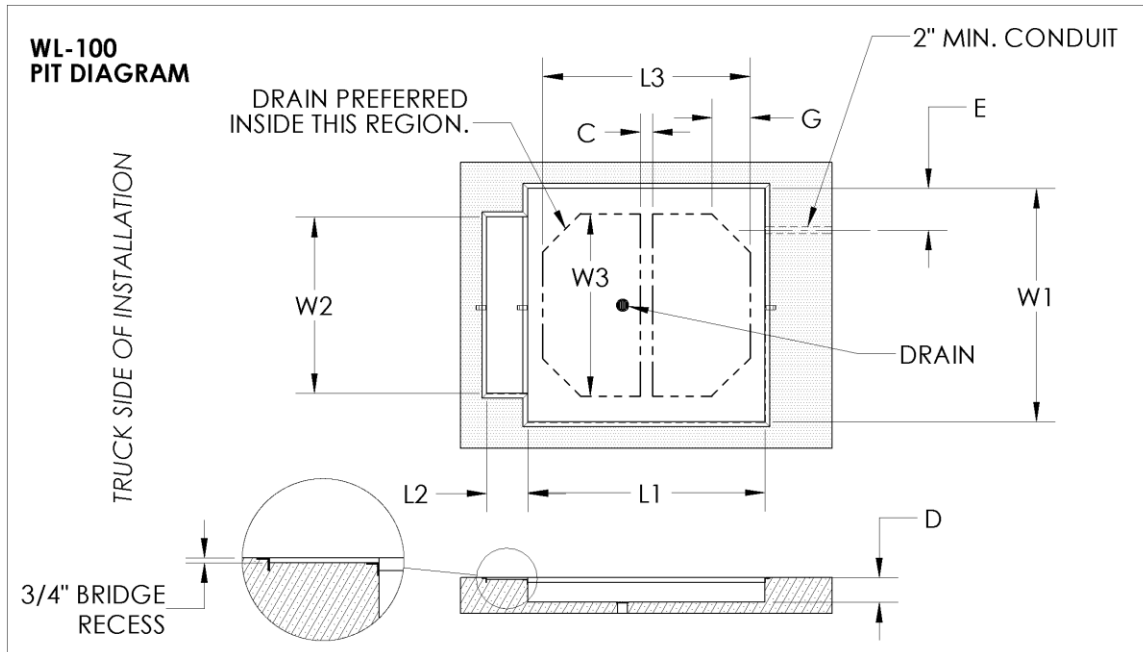 WL-100
PIT DIAGRAM
2" MIN. CONDUIT
L3
DRAIN PREFERRED
INSIDE THIS REGION.
C
G
E
TRUCK SIDE OF INSTALLATION
W2
W3
W1
DRAIN
L2
L1
D
3/4" BRIDGE
RECESS